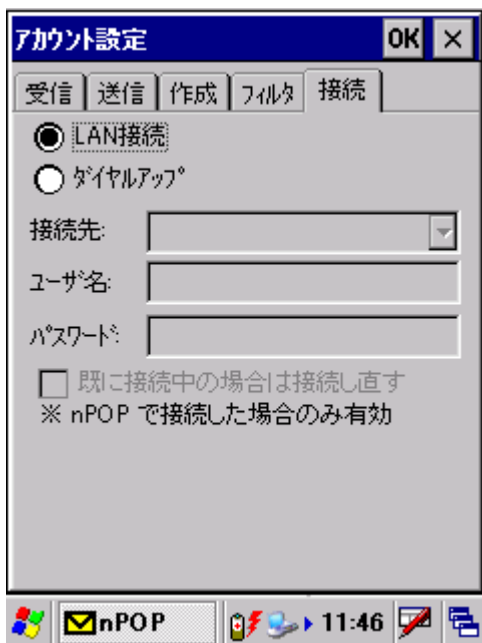 ｱｶｳﾝﾄ設定 OK ×
受信 送信 作成 ﾌｨﾙﾀ 接続
LAN接続
ﾀﾞｲﾔﾙｱｯﾌﾟ
接続先:
ﾕｰｻﾞ名:
ﾊﾟｽﾜｰﾄﾞ:
既に接続中の場合は接続し直す
※ nPOP で接続した場合のみ有効
nPOP 11:46